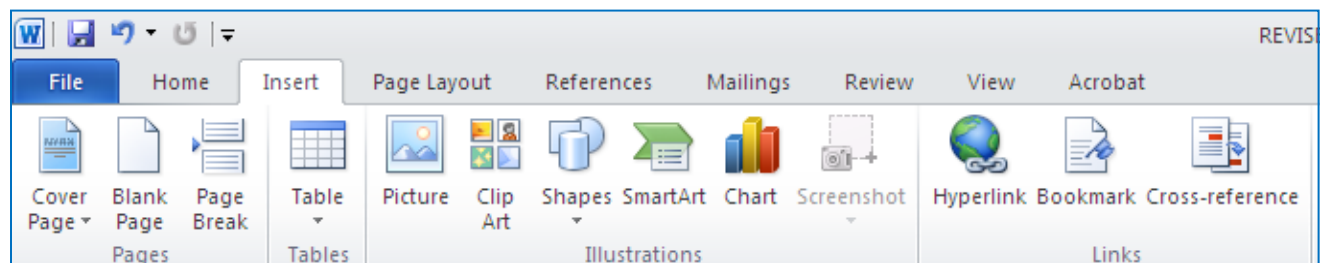 REVISE
File Home Insert Page Layout References Mailings Review View Acrobat
Cover Page Blank Page Page Break Table Picture Clip Art Shapes SmartArt Chart Screenshot Hyperlink Bookmark Cross-reference
Pages Tables Illustrations Links